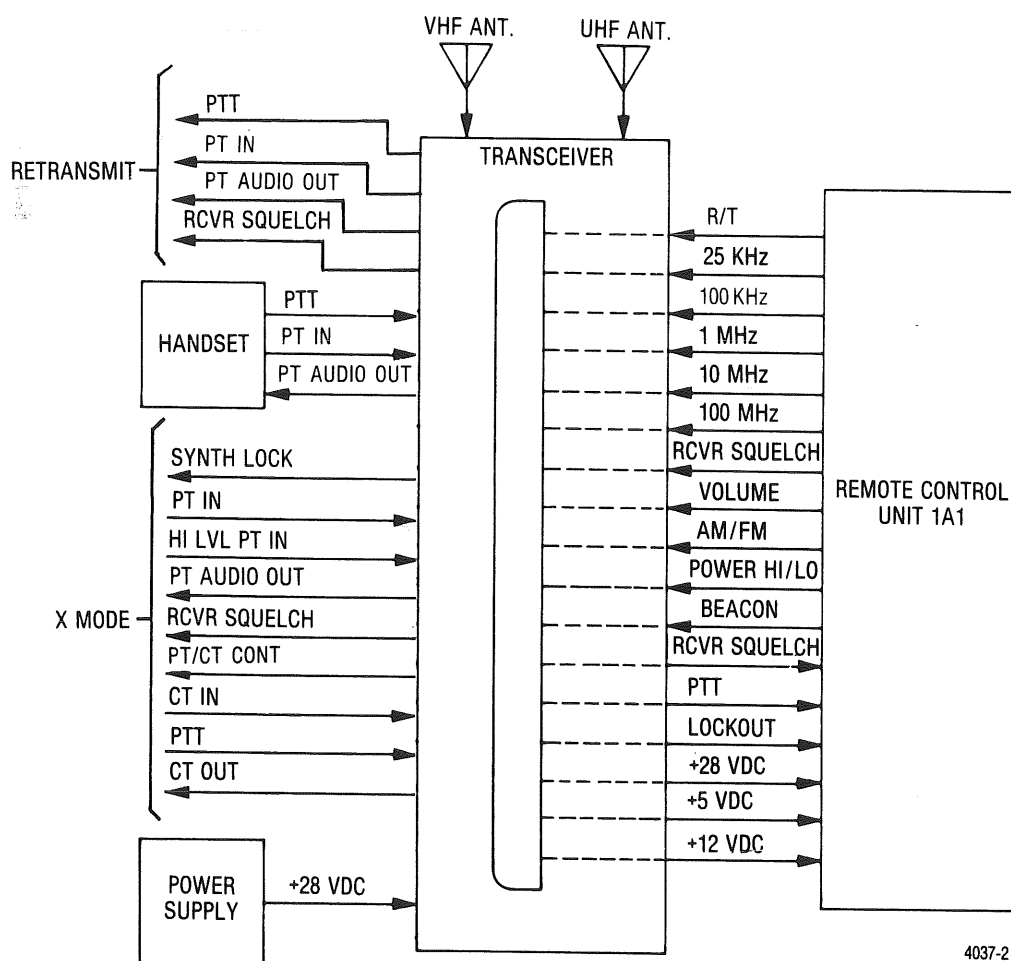 VHF ANT.
UHF ANT.
RETRANSMIT
PTT
PT IN
PT AUDIO OUT
RCVR SQUELCH
HANDSET
PTT
PT IN
PT AUDIO OUT
X MODE
SYNTH LOCK
PT IN
HI LVL PT IN
PT AUDIO OUT
RCVR SQUELCH
PT/CT CONT
CT IN
PTT
CT OUT
POWER
SUPPLY
+28 VDC
TRANSCEIVER
R/T
25 KHz
100 KHz
1 MHz
10 MHz
100 MHz
RCVR SQUELCH
VOLUME
AM/FM
POWER HI/LO
BEACON
RCVR SQUELCH
PTT
LOCKOUT
+28 VDC
+5 VDC
+12 VDC
REMOTE CONTROL
UNIT 1A1
4037-2